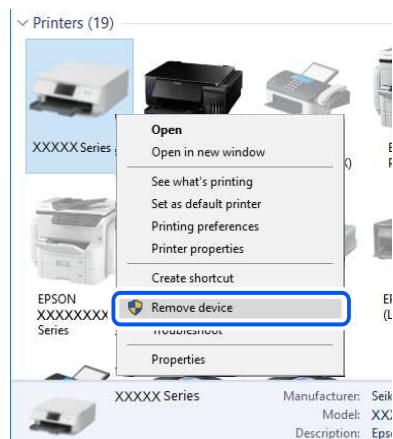 Printers (19)
XXXXX Series
Open
Open in new window
See what's printing
Set as default printer
Printing preferences
Printer properties
Create shortcut
Remove device
Troubleshoot
Properties
EPSON
XXXXXXXX
Series
XXXXX Series
Manufacturer:
Model:
Description: